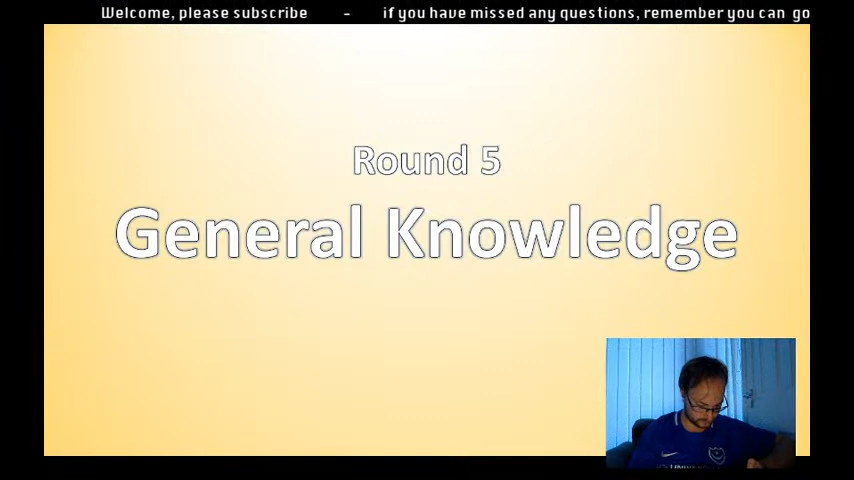 Welcome, please subscribe - if you have missed any questions, remember you can go
Round 5
General Knowledge